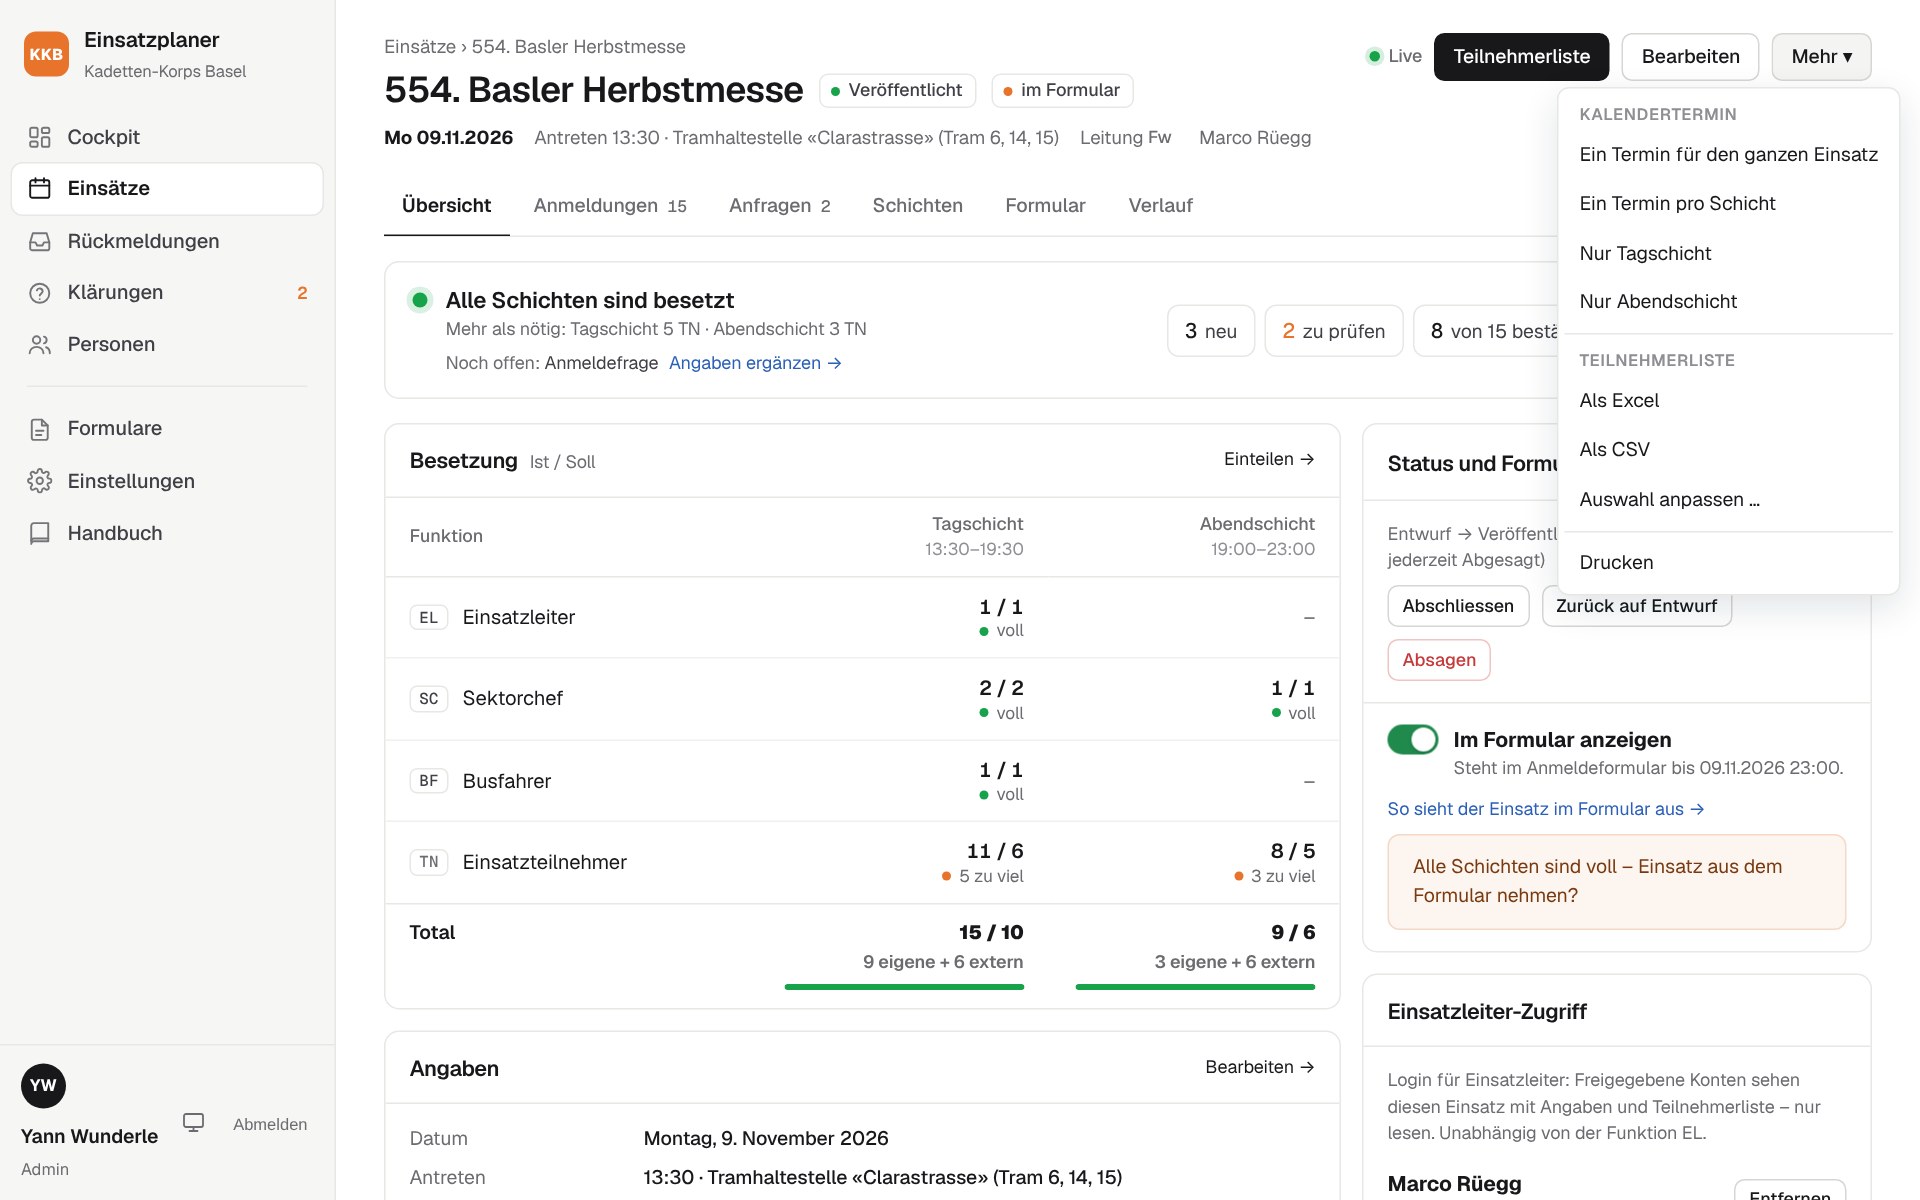 KKB
Einsatzplaner
Kadetten-Korps Basel
Cockpit
Einsätze
Rückmeldungen
Klärungen 2
Personen
Formulare
Einstellungen
Handbuch
YW
Yann Wunderle
Admin
Abmelden
Einsätze › 554. Basler Herbstmesse
554. Basler Herbstmesse
Veröffentlicht
im Formular
Live
Teilnehmerliste
Bearbeiten
Mehr ▾
Mo 09.11.2026 Antreten 13:30 · Tramhaltestelle «Clarastrasse» (Tram 6, 14, 15) Leitung Fw Marco Rüegg
Übersicht
Anmeldungen 15
Anfragen 2
Schichten
Formular
Verlauf
KALENDERTERMIN
Ein Termin für den ganzen Einsatz
Ein Termin pro Schicht
Nur Tagschicht
Nur Abendschicht
TEILNEHMERLISTE
Als Excel
Als CSV
Auswahl anpassen ...
Drucken
Alle Schichten sind besetzt
Mehr als nötig: Tagschicht 5 TN · Abendschicht 3 TN
Noch offen: Anmeldefrage Angaben ergänzen →
3 neu
2 zu prüfen
8 von 15
Besetzung Ist / Soll
Einteilen →
Funktion
Tagschicht
13:30–19:30
Abendschicht
19:00–23:00
EL Einsatzleiter
1 / 1
voll
–
SC Sektorchef
2 / 2
voll
1 / 1
voll
BF Busfahrer
1 / 1
voll
–
TN Einsatzteilnehmer
11 / 6
5 zu viel
8 / 5
3 zu viel
Total
15 / 10
9 eigene + 6 extern
9 / 6
3 eigene + 6 extern
Angaben
Bearbeiten →
Datum Montag, 9. November 2026
Antreten 13:30 · Tramhaltestelle «Clarastrasse» (Tram 6, 14, 15)
Status und
Entwurf →
jederzeit Abgesagt)
Abschliessen
Zurück auf Entwurf
Absagen
Im Formular anzeigen
Steht im Anmeldeformular bis 09.11.2026 23:00.
So sieht der Einsatz im Formular aus →
Alle Schichten sind voll – Einsatz aus dem
Formular nehmen?
Einsatzleiter-Zugriff
Login für Einsatzleiter: Freigegebene Konten sehen
diesen Einsatz mit Angaben und Teilnehmerliste – nur
lesen. Unabhängig von der Funktion EL.
Marco Rüegg
Entfernen